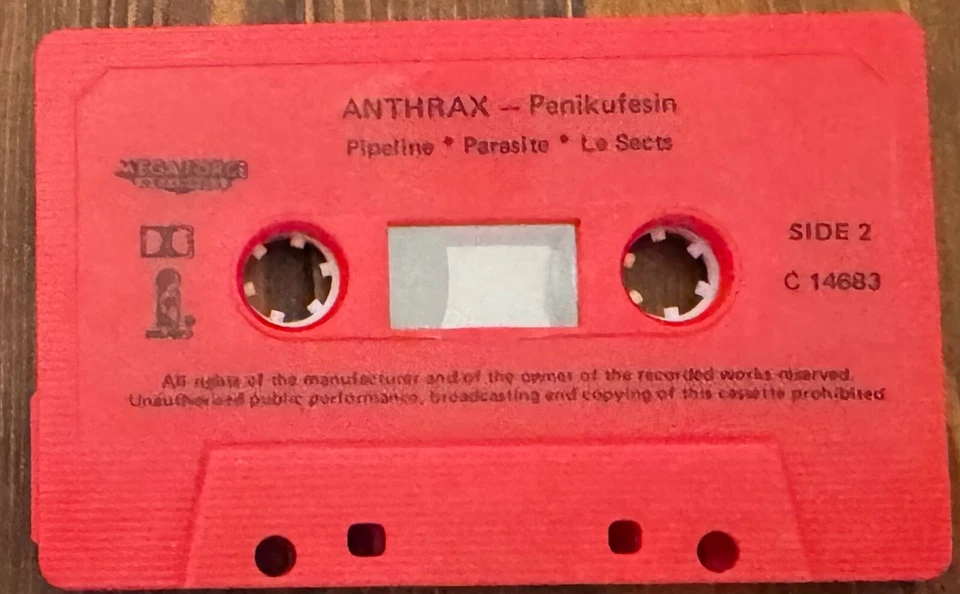 ANTHRAX – Penikufesin
Pipeline * Parasite * Le Sects
MEGAFORCE
SIDE 2
C 14683
All rights of the manufacturer and of the owner of the recorded works reserved.
Unauthorised public performance, broadcasting and copying of this cassette prohibited